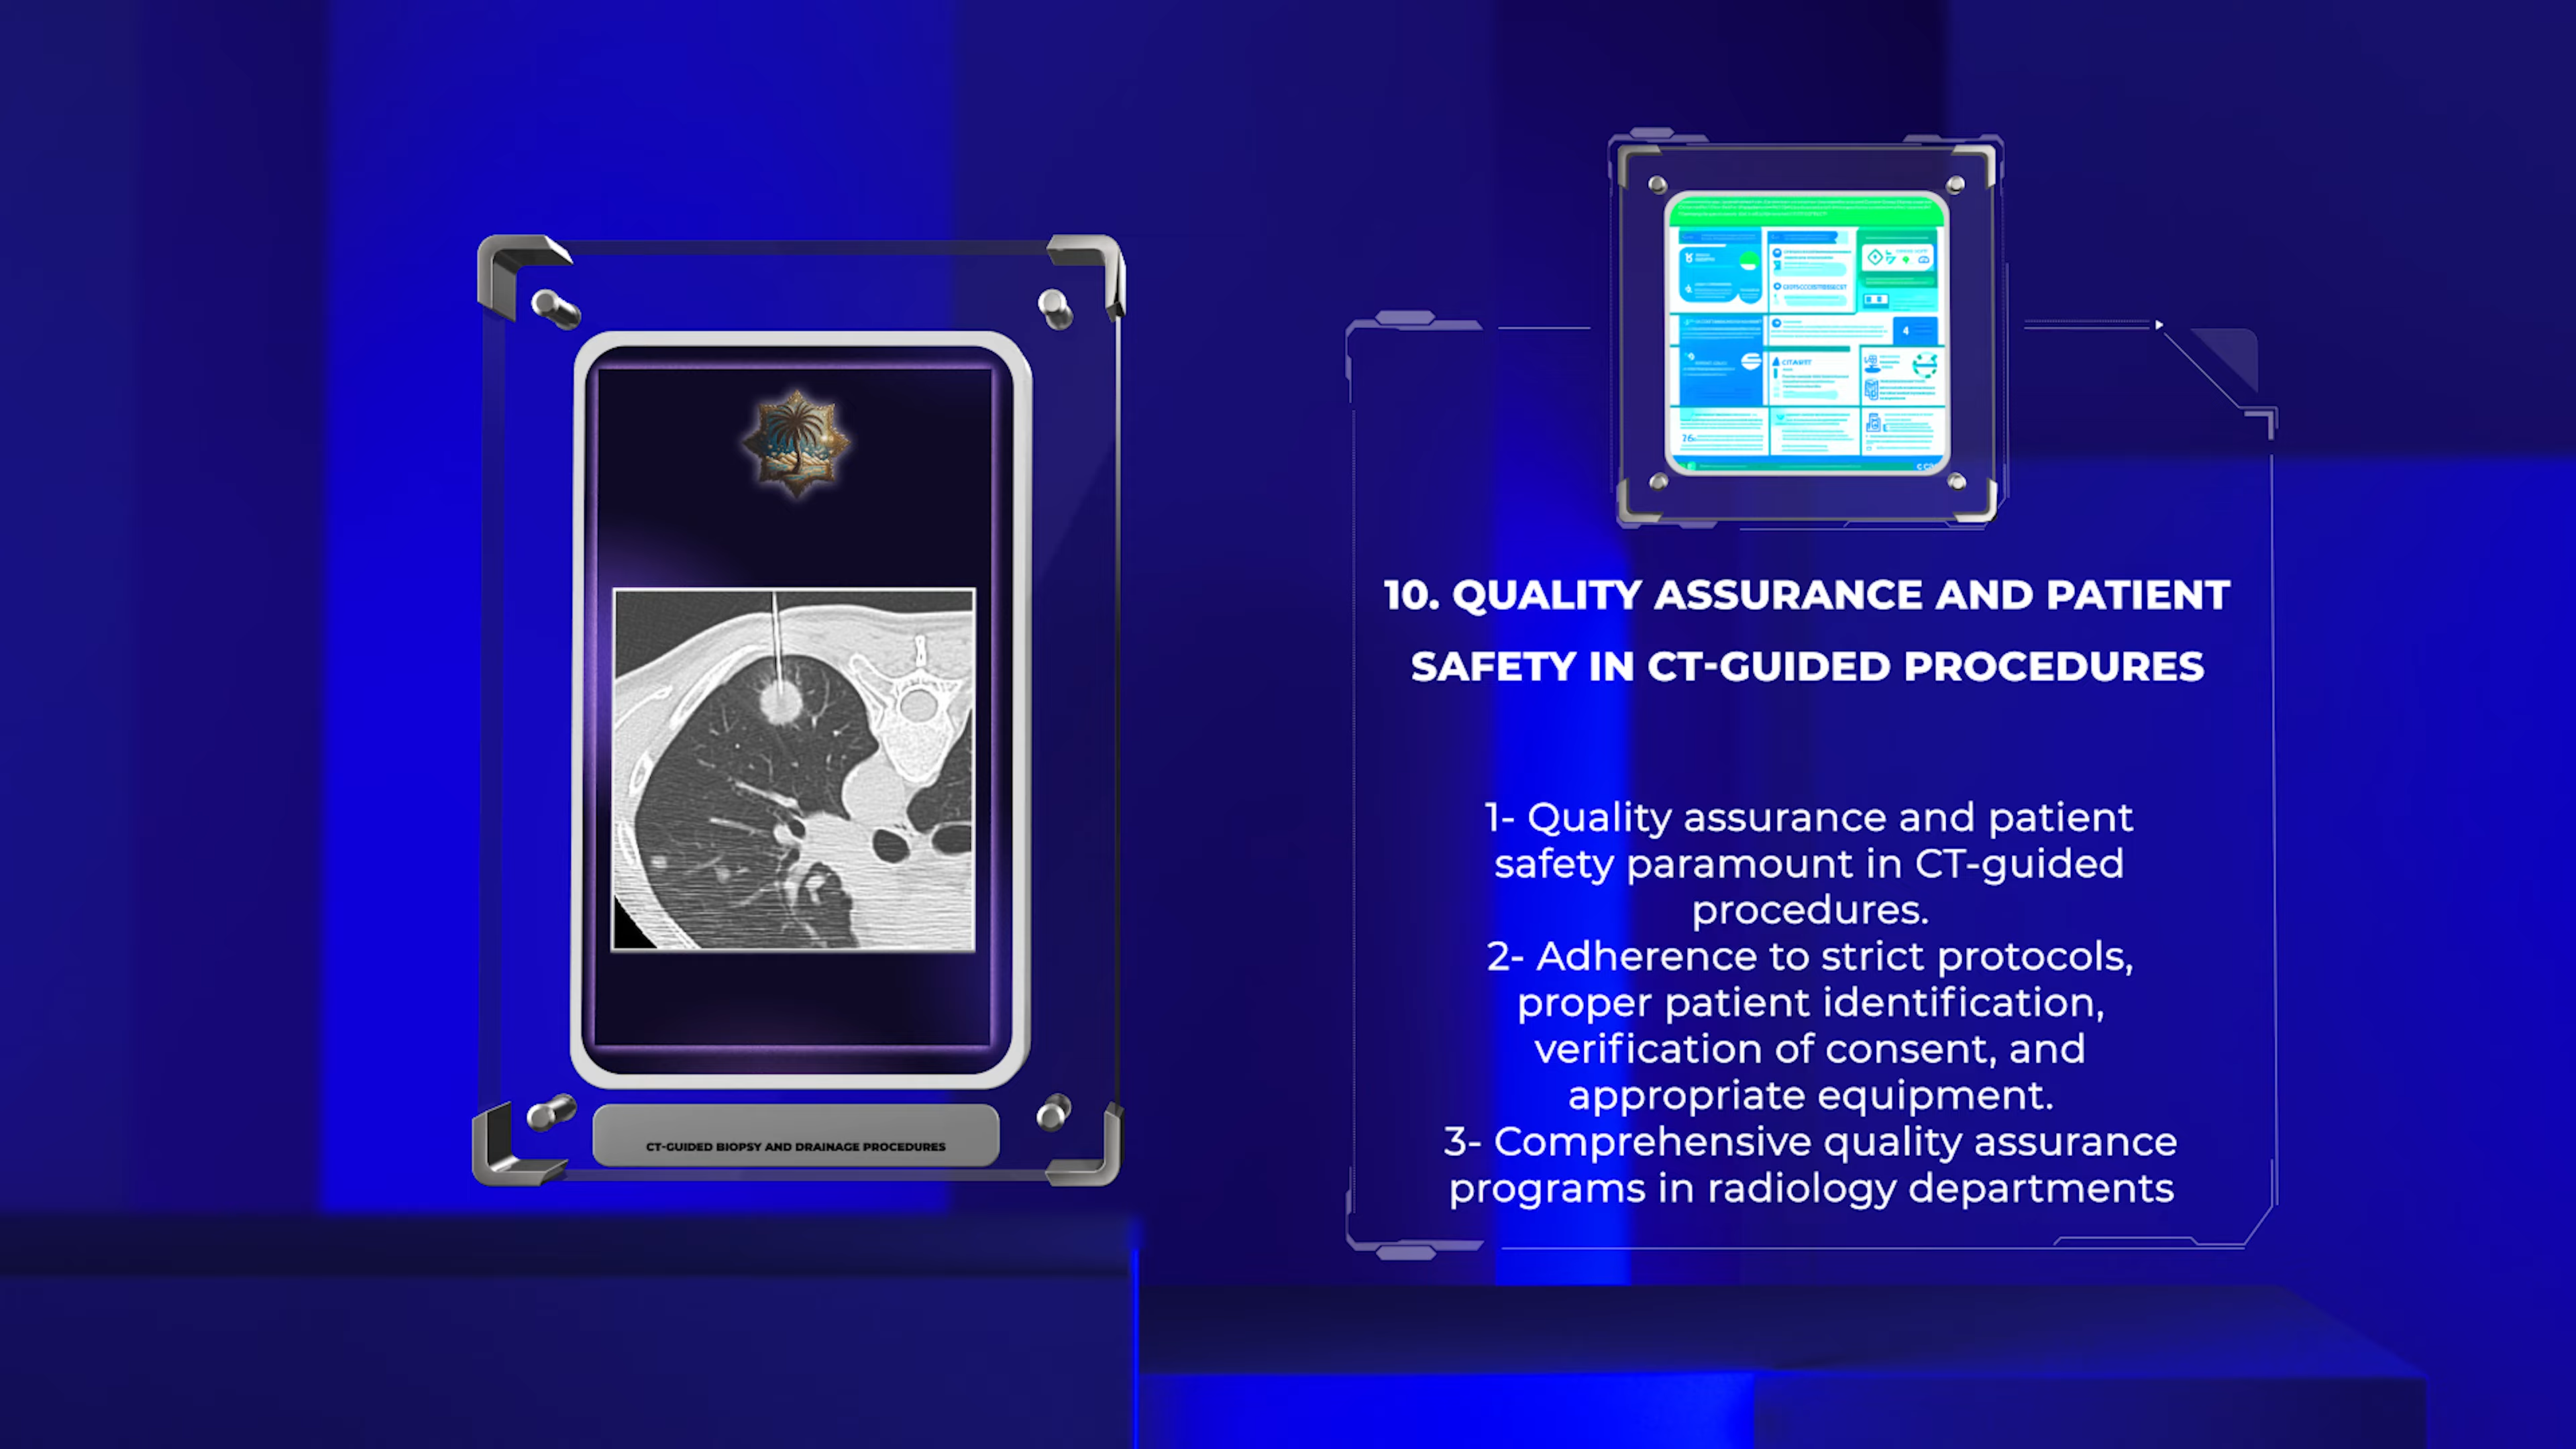 CT-GUIDED BIOPSY AND DRAINAGE PROCEDURES
10. QUALITY ASSURANCE AND PATIENT
SAFETY IN CT-GUIDED PROCEDURES
1- Quality assurance and patient
safety paramount in CT-guided
procedures.
2- Adherence to strict protocols,
proper patient identification,
verification of consent, and
appropriate equipment.
3- Comprehensive quality assurance
programs in radiology departments